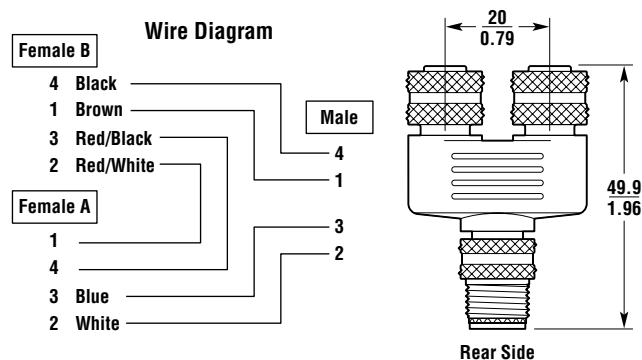 Wire Diagram
Female B
4 Black
1 Brown
3 Red/Black
2 Red/White
Female A
1
4
3 Blue
2 White
Male
4
1
3
2
20
0.79
49.9
1.96
Rear Side